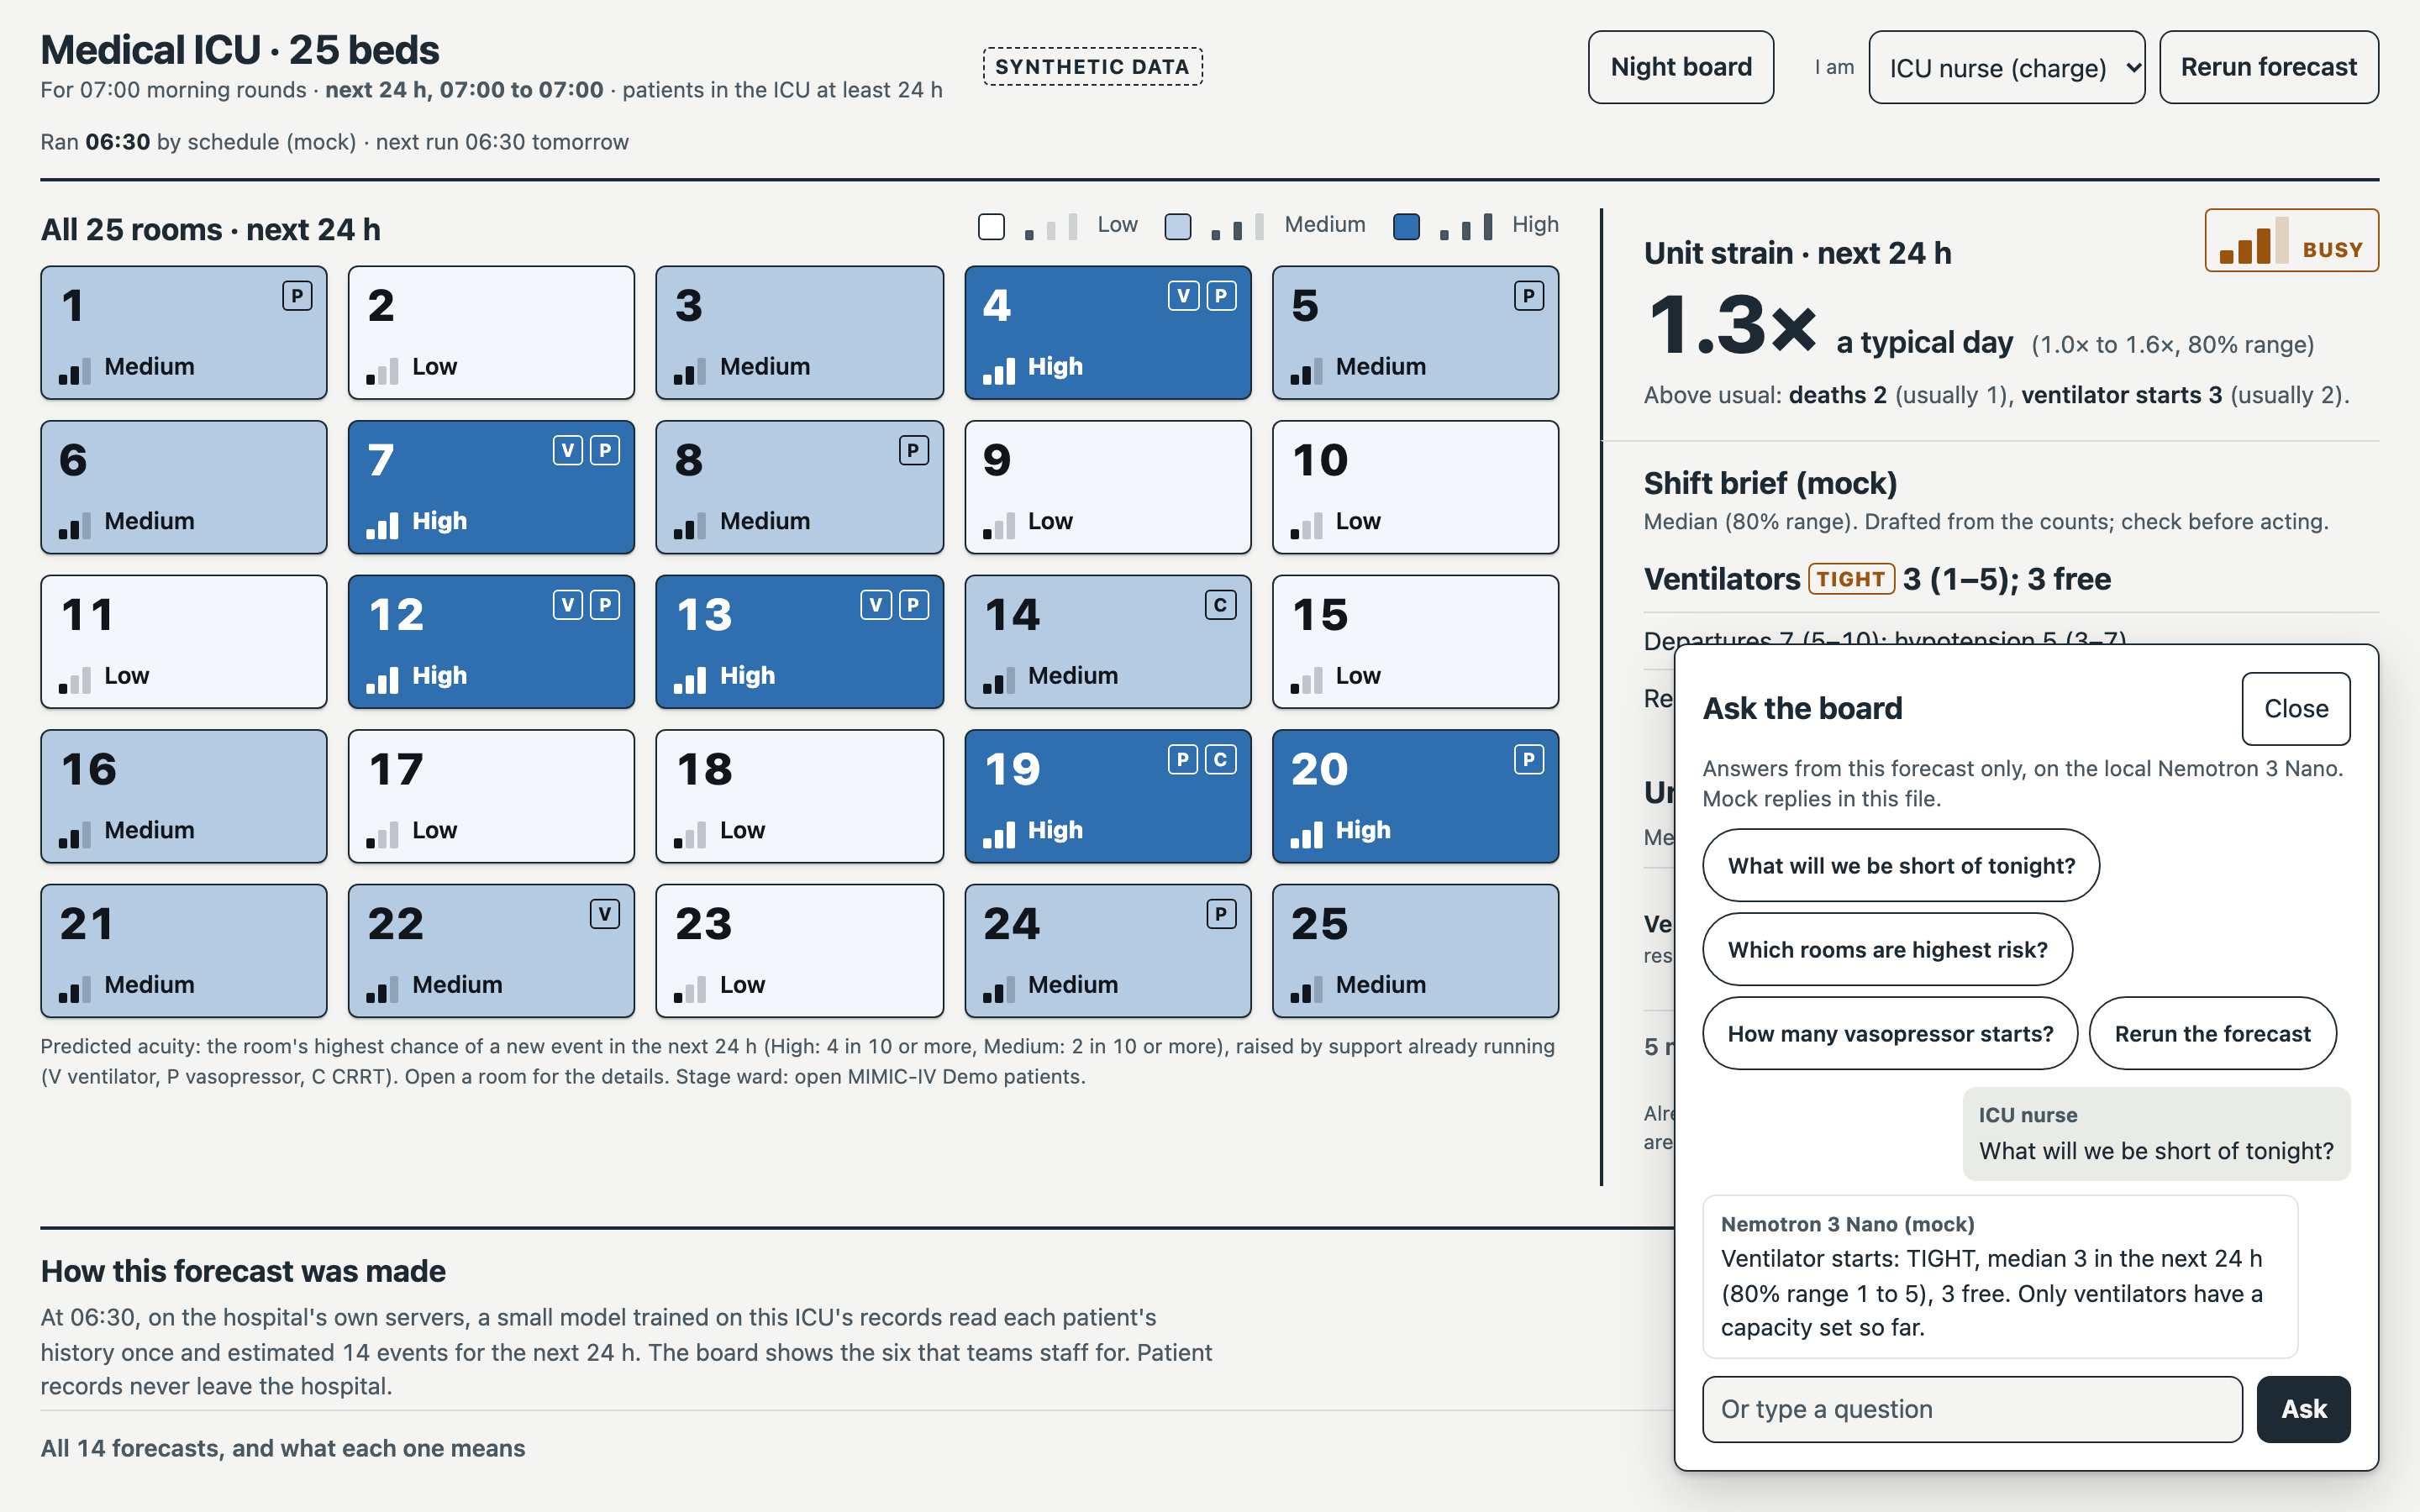 Medical ICU · 25 beds
For 07:00 morning rounds · next 24 h, 07:00 to 07:00 · patients in the ICU at least 24 h
SYNTHETIC DATA
Night board
I am
ICU nurse (charge)
Rerun forecast
Ran 06:30 by schedule (mock) · next run 06:30 tomorrow
All 25 rooms · next 24 h
Low
Medium
High
1 P
Medium
2
Low
3
Medium
4 V P
High
5 P
Medium
6
Medium
7 V P
High
8 P
Medium
9
Low
10
Low
11
Low
12 V P
High
13 V P
High
14 C
Medium
15
Low
16
Medium
17
Low
18
Low
19 P C
High
20 P
High
21
Medium
22 V
Medium
23
Low
24 P
Medium
25
Medium
Predicted acuity: the room's highest chance of a new event in the next 24 h (High: 4 in 10 or more, Medium: 2 in 10 or more), raised by support already running
(V ventilator, P vasopressor, C CRRT). Open a room for the details. Stage ward: open MIMIC-IV Demo patients.
Unit strain · next 24 h
BUSY
1.3× a typical day (1.0× to 1.6×, 80% range)
Above usual: deaths 2 (usually 1), ventilator starts 3 (usually 2).
Shift brief (mock)
Median (80% range). Drafted from the counts; check before acting.
Ventilators TIGHT 3 (1–5); 3 free
Departures 7 (5–10); hypotension 5 (3–7)
Ask the board
Close
Answers from this forecast only, on the local Nemotron 3 Nano.
Mock replies in this file.
What will we be short of tonight?
Which rooms are highest risk?
How many vasopressor starts?
Rerun the forecast
ICU nurse
What will we be short of tonight?
Nemotron 3 Nano (mock)
Ventilator starts: TIGHT, median 3 in the next 24 h
(80% range 1 to 5), 3 free. Only ventilators have a
capacity set so far.
Or type a question
Ask
How this forecast was made
At 06:30, on the hospital's own servers, a small model trained on this ICU's records read each patient's
history once and estimated 14 events for the next 24 h. The board shows the six that teams staff for. Patient
records never leave the hospital.
All 14 forecasts, and what each one means